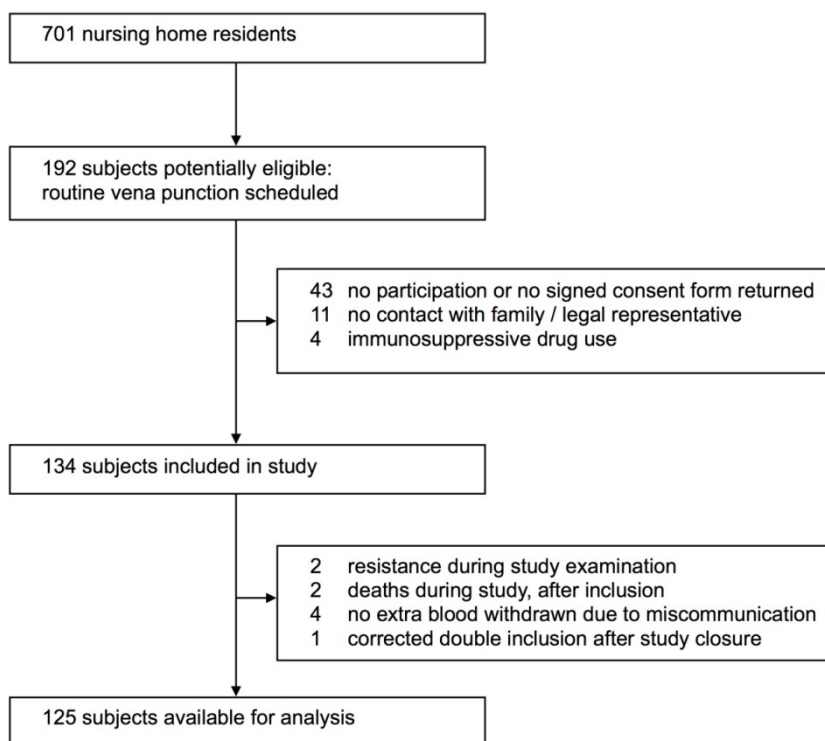 701 nursing home residents
192 subjects potentially eligible:
routine vena punction scheduled
43 no participation or no signed consent form returned
11 no contact with family / legal representative
4 immunosuppressive drug use
134 subjects included in study
2 resistance during study examination
2 deaths during study, after inclusion
4 no extra blood withdrawn due to miscommunication
1 corrected double inclusion after study closure
125 subjects available for analysis